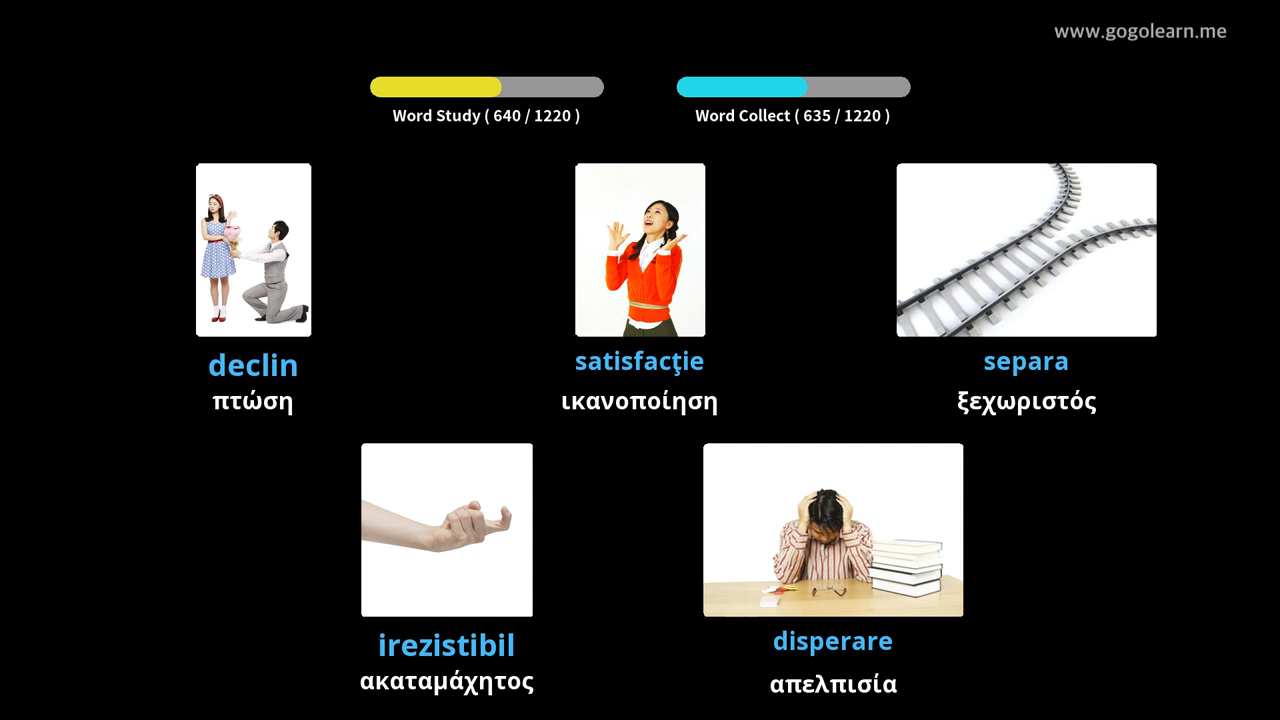 www.gogolearn.me
Word Study ( 640 / 1220 )
Word Collect ( 635 / 1220 )
declin
πτώση
satisfacţie
ικανοποίηση
separa
ξεχωριστός
irezistibil
ακαταμάχητος
disperare
απελπισία